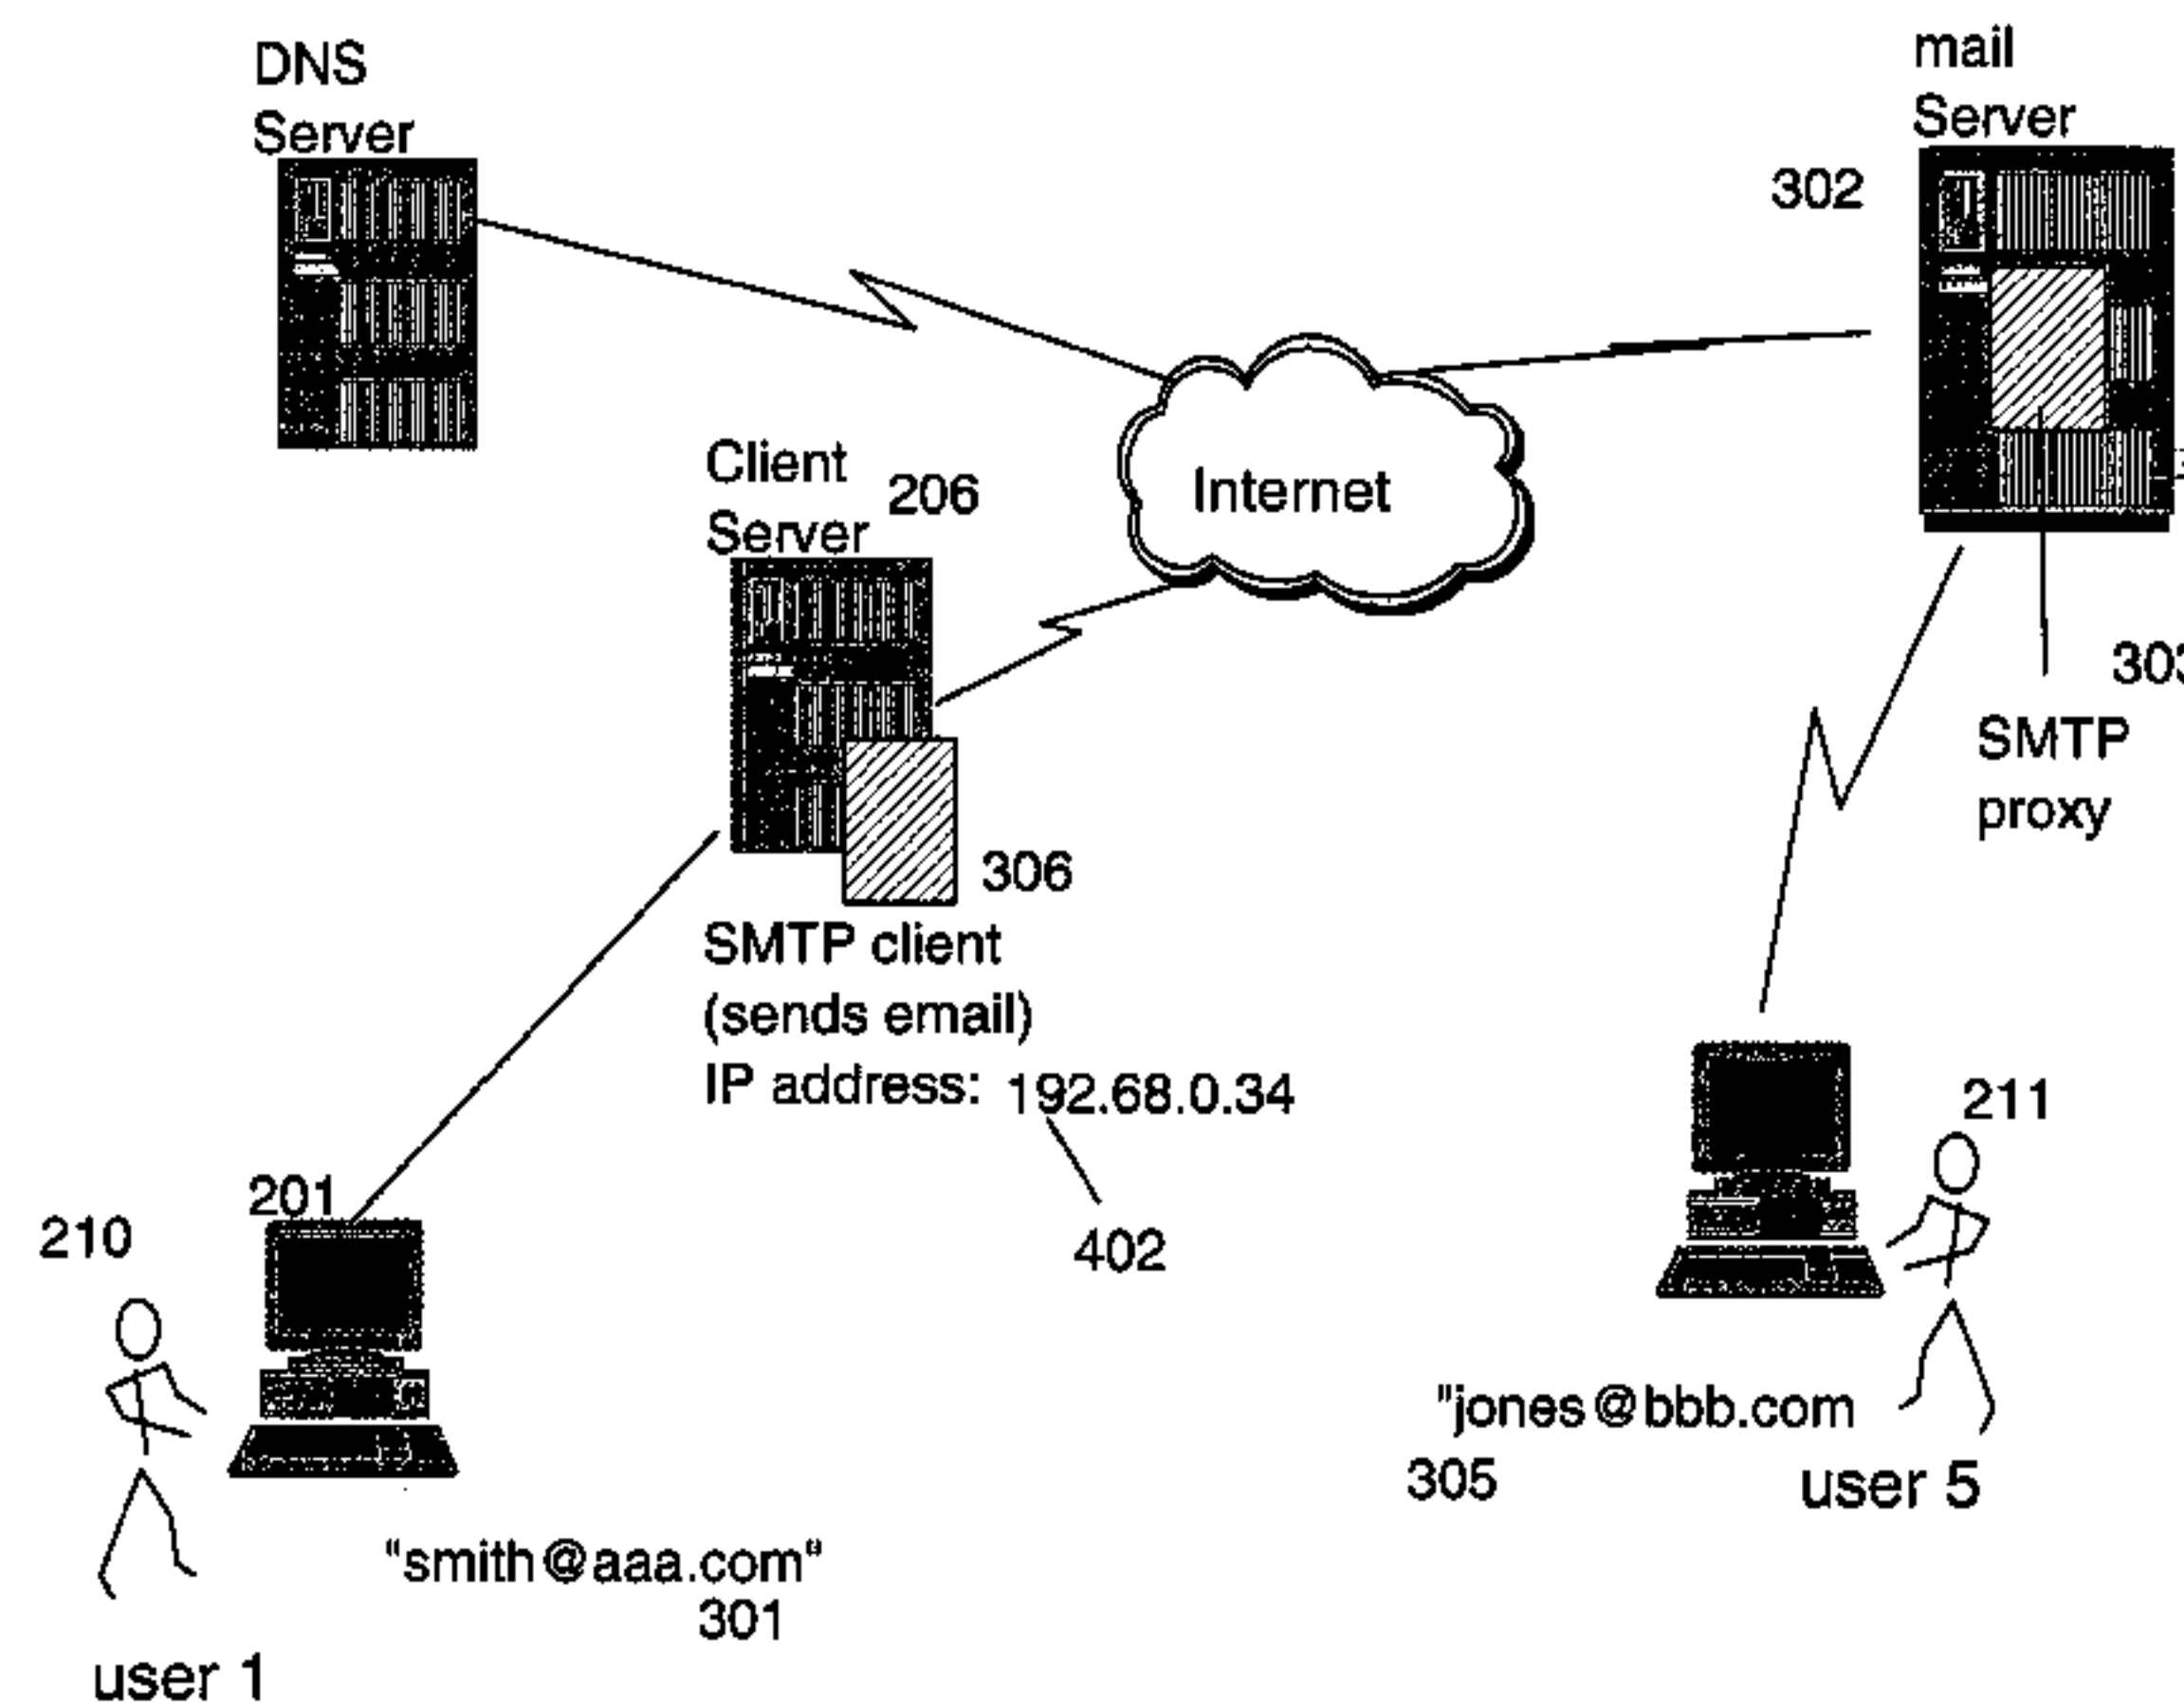 DNS
Server
mail
Server
302
Client
Server
206
Internet
303
SMTP
proxy
306
SMTP client
(sends email)
IP address: 192.68.0.34
402
201
210
211
"jones@bbb.com
305
user 5
"smith@aaa.com"
301
user 1